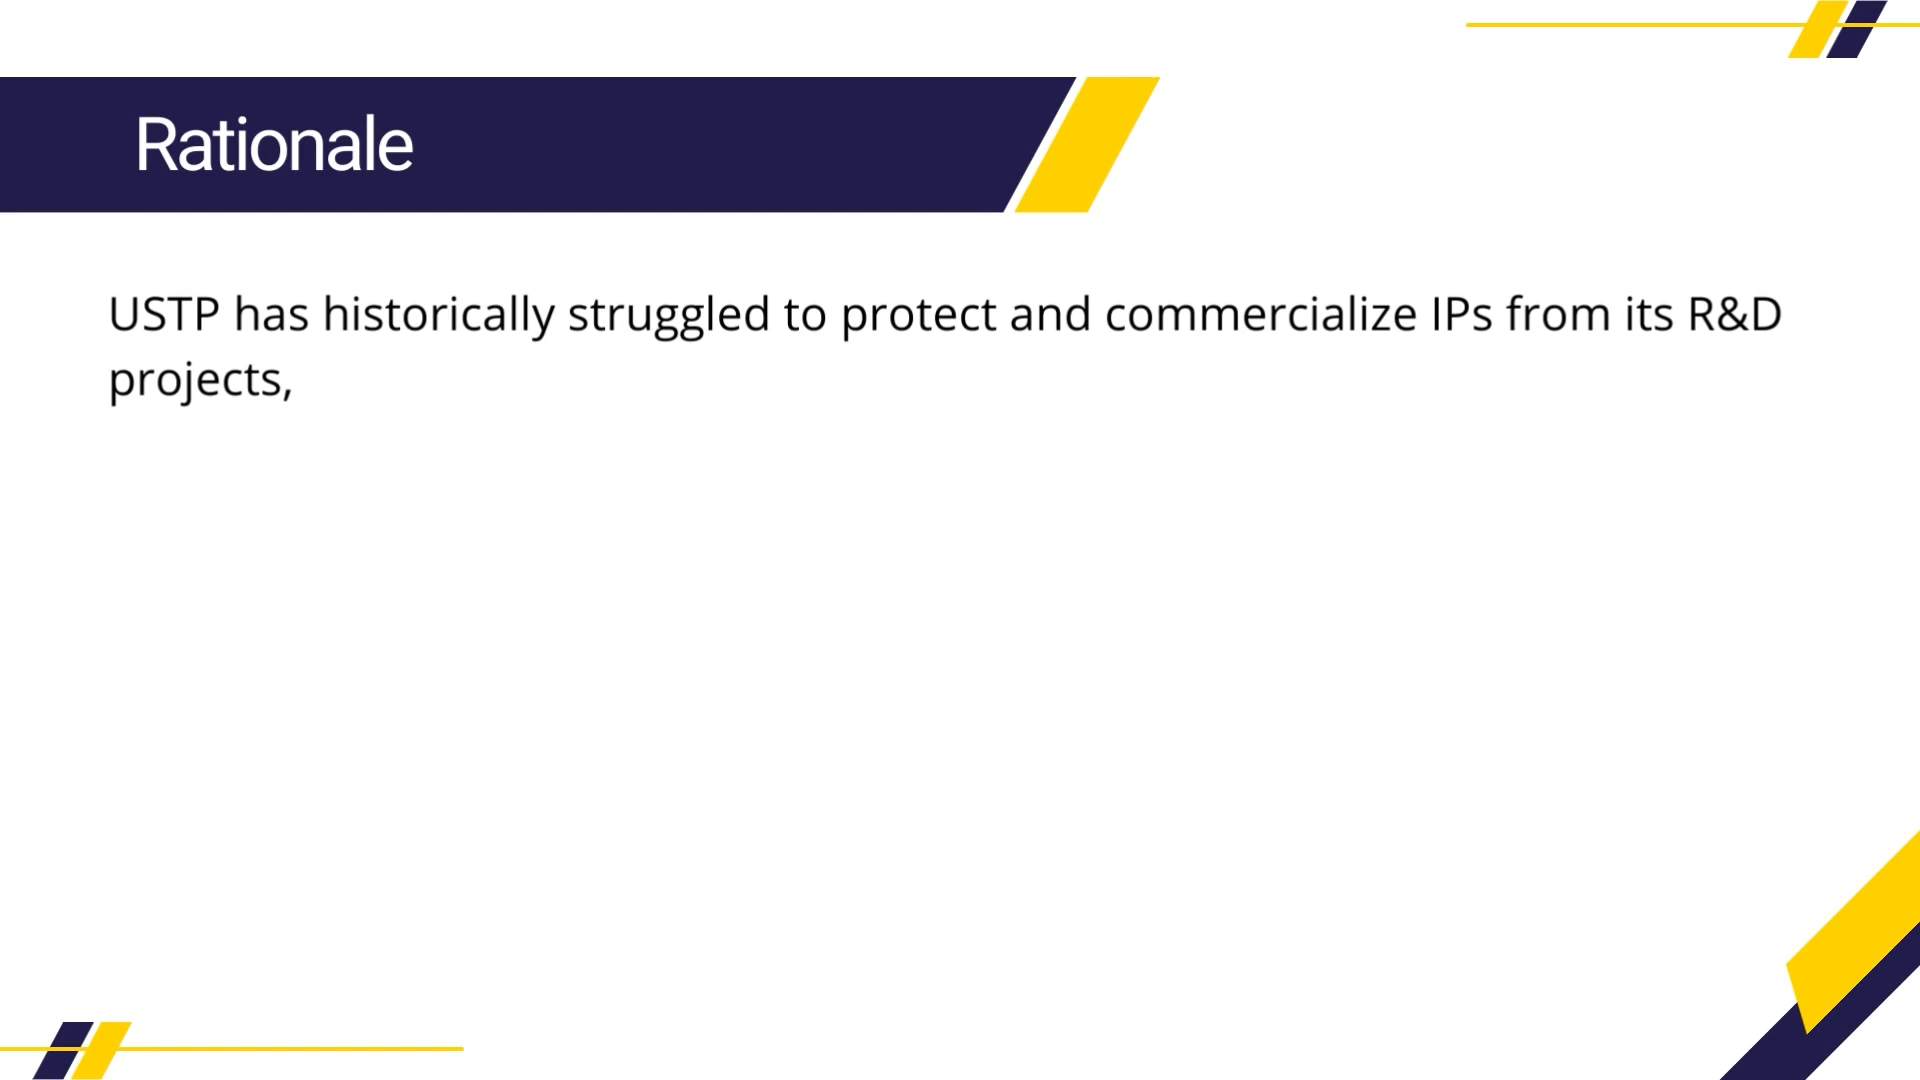 Rationale
USTP has historically struggled to protect and commercialize IPs from its R&D
projects,